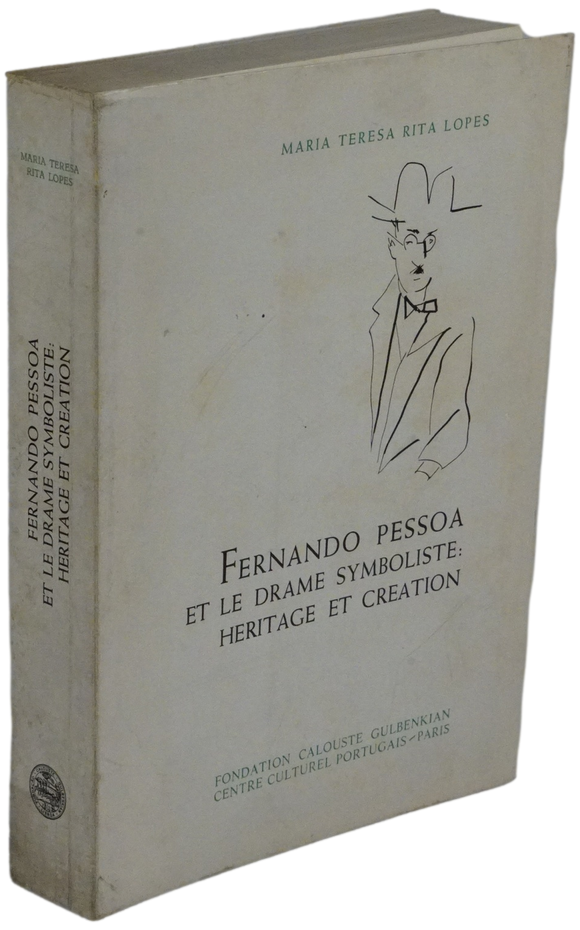 MARIA TERESA
RITA LOPES
FERNANDO PESSOA
ET LE DRAME SYMBOLISTE:
HERITAGE ET CREATION
MARIA TERESA RITA LOPES
FERNANDO PESSOA
ET LE DRAME SYMBOLISTE:
HERITAGE ET CREATION
FONDATION CALOUSTE GULBENKIAN
CENTRE CULTUREL PORTUGAIS-PARIS